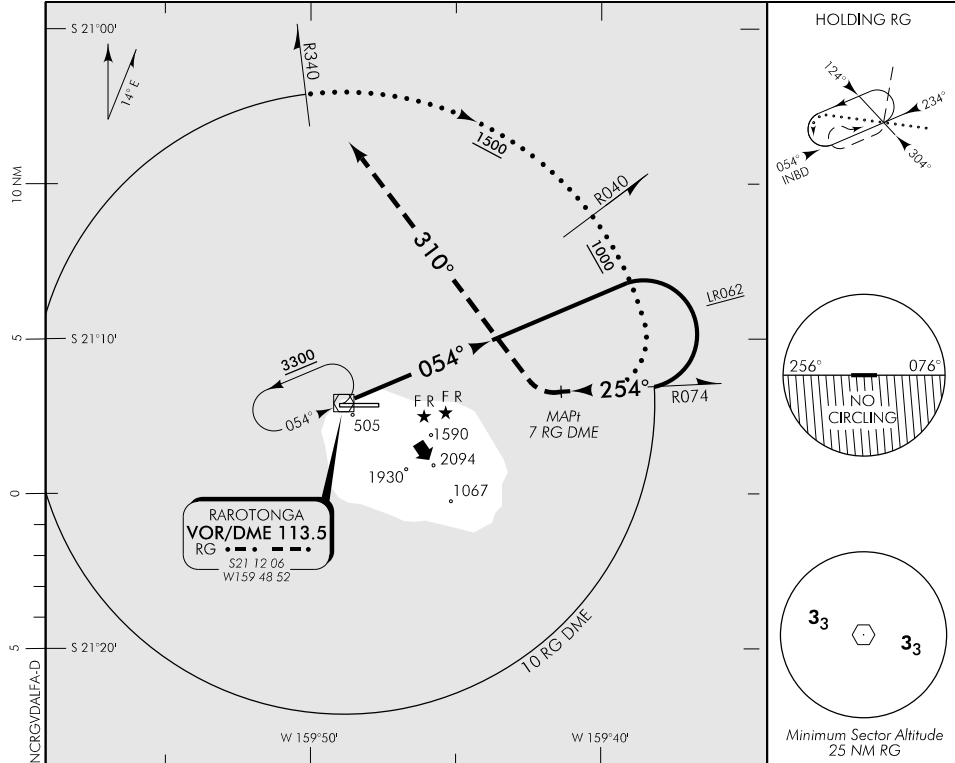 S 21°00'
14° E
R340
1500
10 NM
R040
1000
310°
LR062
5
S 21°10'
054°
3300
254°
R074
054°
F R F R
MAPt
7 RG DME
505
1590
2094
1930
1067
0
RAROTONGA
VOR/DME 113.5
RG
S21 12 06
W159 48 52
5
S 21°20'
10 RG DME
NCRGVDALFA-D
W 159°50'
W 159°40'
HOLDING RG
124°
234°
054°
INBD
304°
256°
076°
NO
CIRCLING
3₃
3₃
Minimum Sector Altitude
25 NM RG